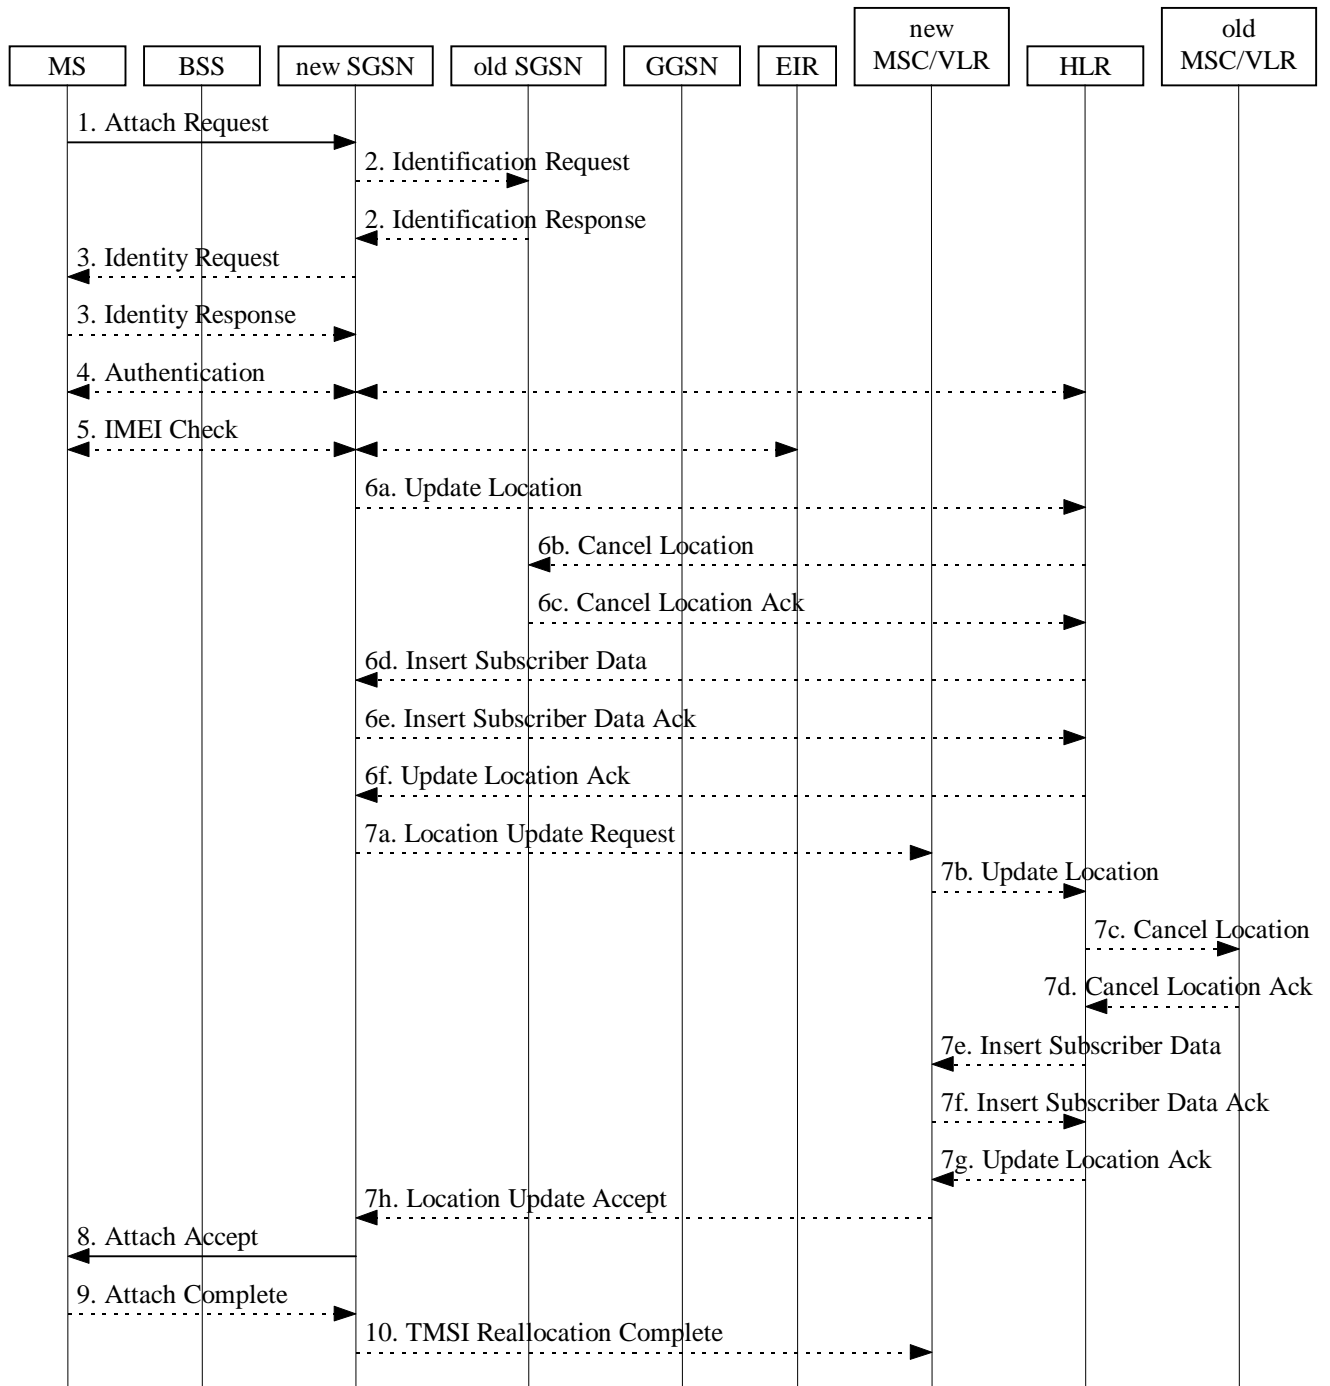 new
MSC/VLR
old
MSC/VLR
MS
BSS
new SGSN
old SGSN
GGSN
EIR
HLR
1. Attach Request
2. Identification Request
2. Identification Response
3. Identity Request
3. Identity Response
4. Authentication
5. IMEI Check
6a. Update Location
6b. Cancel Location
6c. Cancel Location Ack
6d. Insert Subscriber Data
6e. Insert Subscriber Data Ack
6f. Update Location Ack
7a. Location Update Request
7b. Update Location
7c. Cancel Location
7d. Cancel Location Ack
7e. Insert Subscriber Data
7f. Insert Subscriber Data Ack
7g. Update Location Ack
7h. Location Update Accept
8. Attach Accept
9. Attach Complete
10. TMSI Reallocation Complete